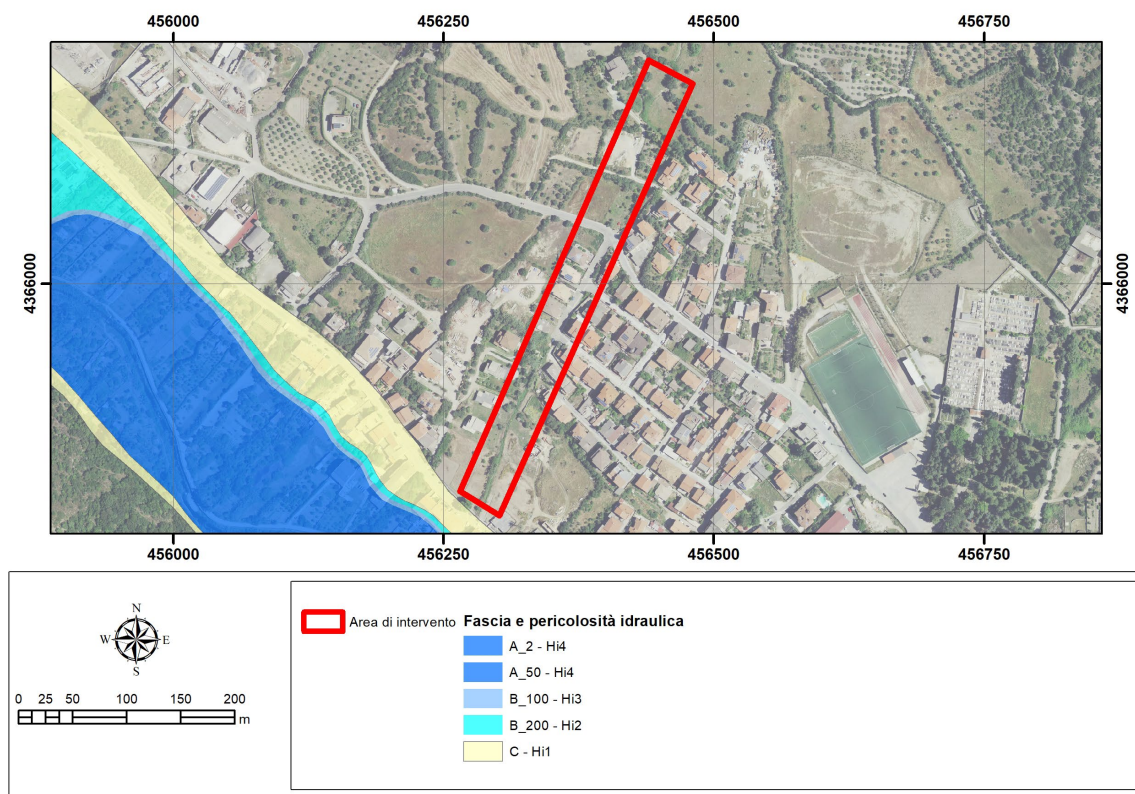 456000 456250 456500 456750
4366000 4366000
456000 456250 456500 456750
N
W E
S
0 25 50 100 150 200
m
Area di intervento
Fascia e pericolosità idraulica
A_2 - Hi4
A_50 - Hi4
B_100 - Hi3
B_200 - Hi2
C - Hi1